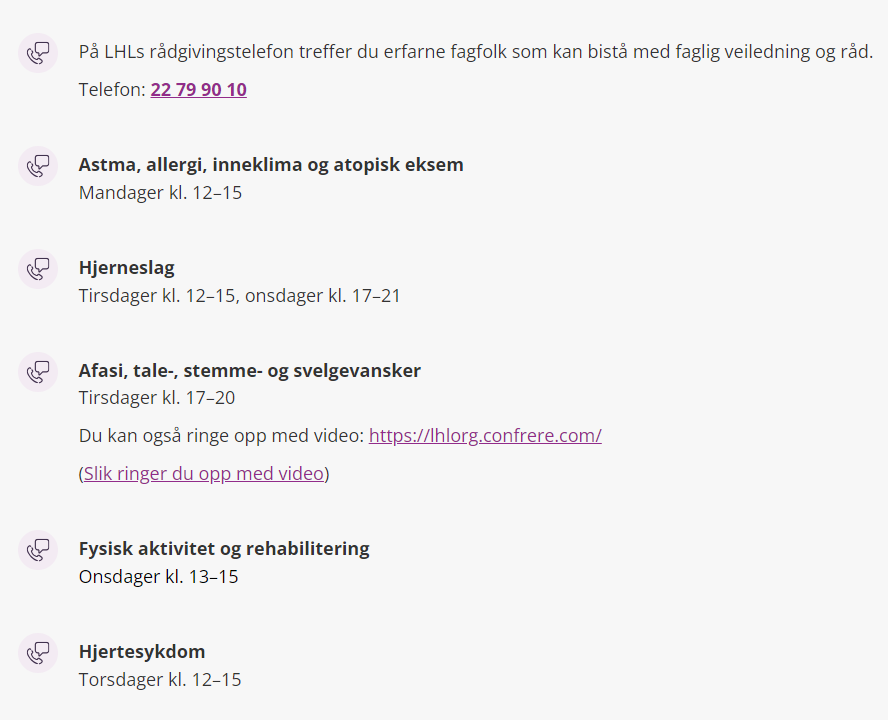 På LHLs rådgivingstelefon treffer du erfarne fagfolk som kan bistå med faglig veiledning og råd.
Telefon: 22 79 90 10
Astma, allergi, inneklima og atopisk eksem
Mandager kl. 12–15
Hjerneslag
Tirsdager kl. 12–15, onsdager kl. 17–21
Afasi, tale-, stemme- og svelgevansker
Tirsdager kl. 17–20
Du kan også ringe opp med video: https://lhlorg.confrere.com/
(Slik ringer du opp med video)
Fysisk aktivitet og rehabilitering
Onsdager kl. 13–15
Hjertesykdom
Torsdager kl. 12–15